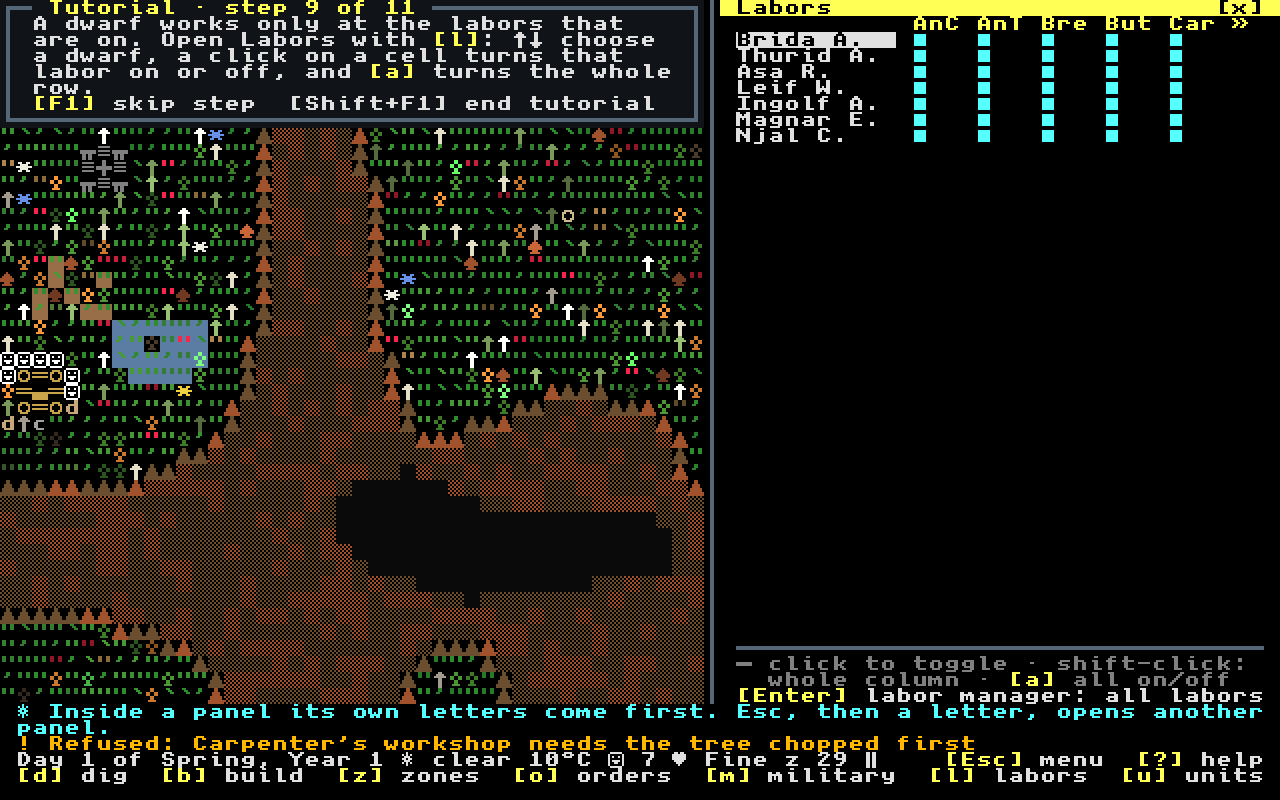 Tutorial · step 9 of 11
A dwarf works only at the labors that
are on. Open Labors with [l]: ↑↓ choose
a dwarf, a click on a cell turns that
labor on or off, and [a] turns the whole
row.
[F1] skip step [Shift+F1] end tutorial
Labors [x]
AnC AnT Bre But Car »
Brida A.
Thurid A.
Asa R.
Leif W.
Ingolf A.
Magnar E.
Njal C.
— click to toggle · shift-click:
whole column · [a] all on/off
[Enter] labor manager: all labors
* Inside a panel its own letters come first. Esc, then a letter, opens another
panel.
! Refused: Carpenter's workshop needs the tree chopped first
Day 1 of Spring, Year 1 * clear 10°C ☺ 7 ♥ Fine z 29 ‖ [Esc] menu [?] help
[d] dig [b] build [z] zones [o] orders [m] military [l] labors [u] units